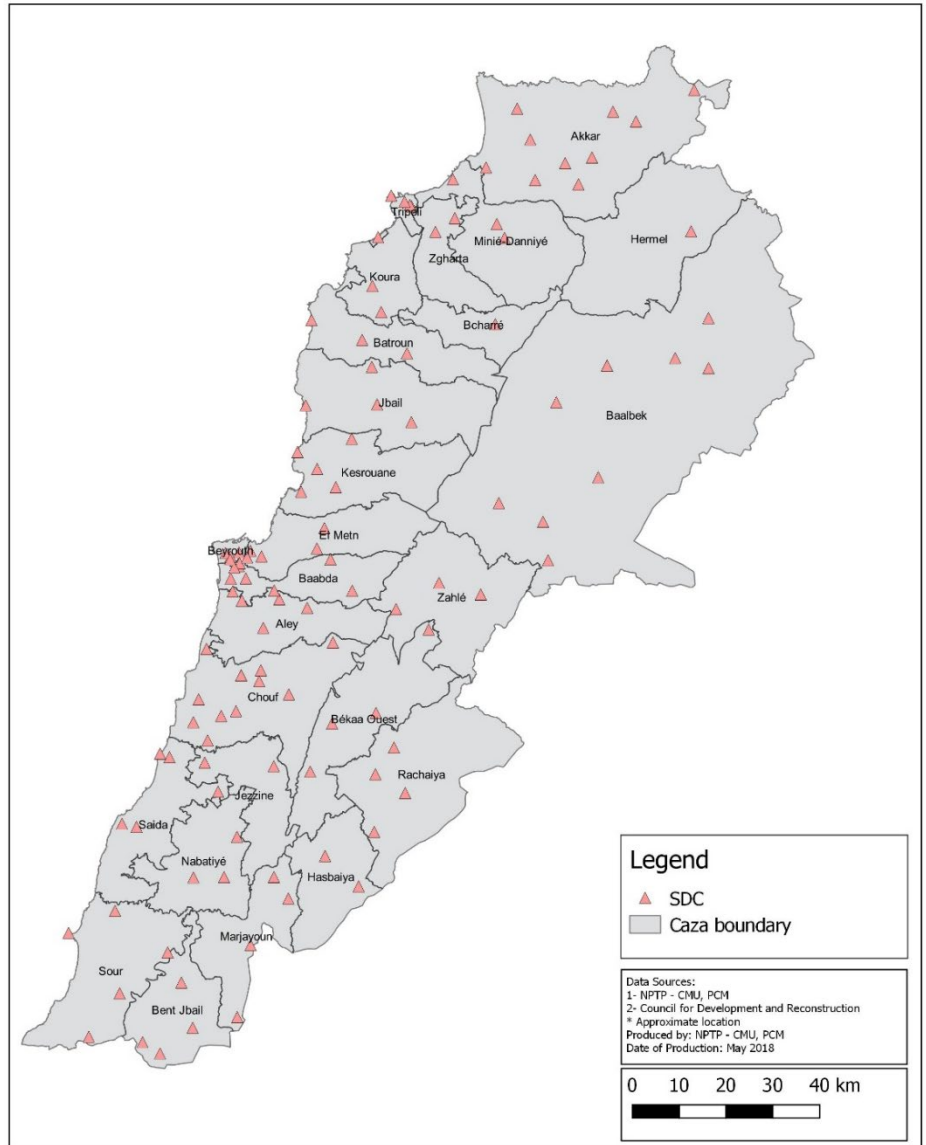 Akkar
Tripoli
Hermel
Minié-Danniyé
Zgharta
Koura
Bcharré
Batroun
Jbail
Baalbek
Kesrouane
El Metn
Beyrouth
Baabda
Zahlé
Aley
Chouf
Békaa Ouest
Rachaiya
Jezzine
Saida
Nabatiyé
Hasbaiya
Marjayoun
Sour
Bent Jbail
Legend
SDC
Caza boundary
Data Sources:
1- NPTP - CMU, PCM
2- Council for Development and Reconstruction
* Approximate location
Produced by: NPTP - CMU, PCM
Date of Production: May 2018
0 10 20 30 40 km